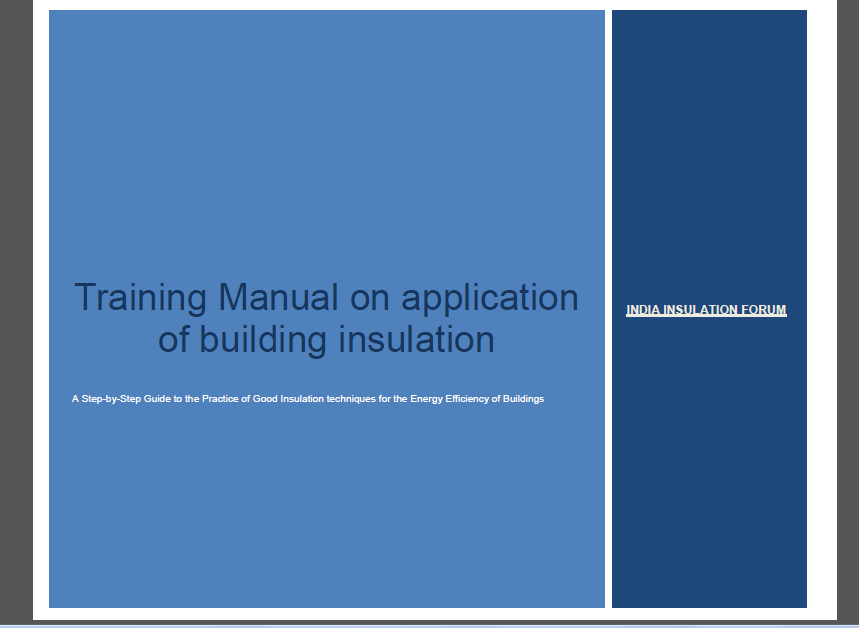 Training Manual on application
of building insulation
A Step-by-Step Guide to the Practice of Good Insulation techniques for the Energy Efficiency of Buildings
INDIA INSULATION FORUM